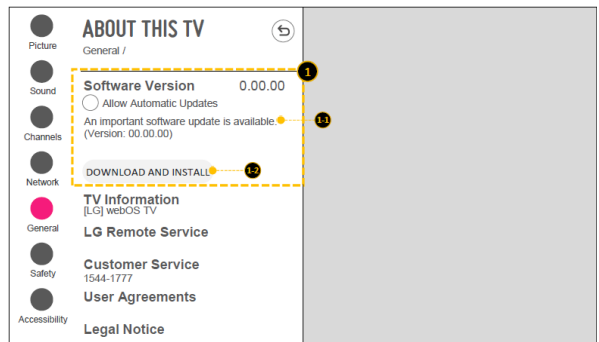 Picture
Sound
Channels
Network
General
Safety
Accessibility
ABOUT THIS TV
General /
1
Software Version 0.00.00
Allow Automatic Updates
An important software update is available. 1-1
(Version: 00.00.00)
DOWNLOAD AND INSTALL 1-2
TV Information
[LG] webOS TV
LG Remote Service
Customer Service
1544-1777
User Agreements
Legal Notice